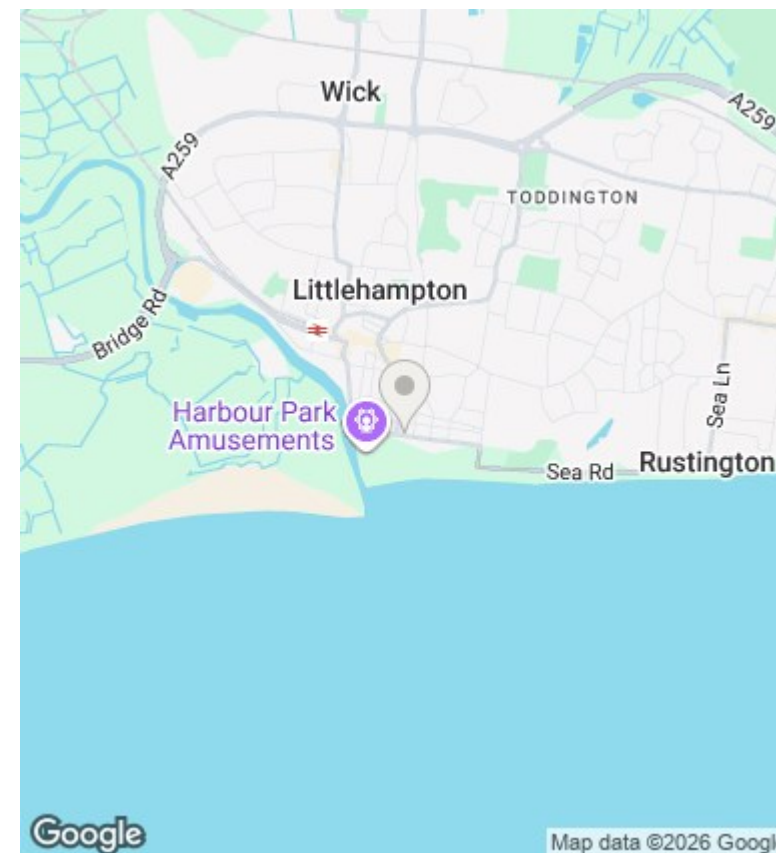 Wick
A259
A259
TODDINGTON
Littlehampton
Bridge Rd
Sea Ln
Harbour Park
Amusements
Rustington
Sea Rd
Google
Map data ©2026 Google